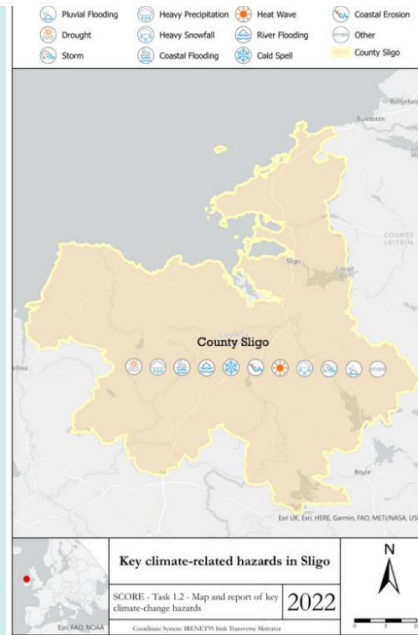 Pluvial Flooding Heavy Precipitation Heat Wave Coastal Erosion
Drought Heavy Snowfall River Flooding Other
Storm Coastal Flooding Cold Spell County Sligo
Bundoran
COUNTY
LEITRIM
Sligo
County Sligo
Boyle
Esri UK, Esri, HERE, Garmin, FAO, METI/NASA, US
Key climate-related hazards in Sligo
SCORE - Task 1.2 - Map and report of key
climate-change hazards
2022
N
Esri, FAO, NOAA
Coordinate System: IRENET95 Irish Transverse Mercator